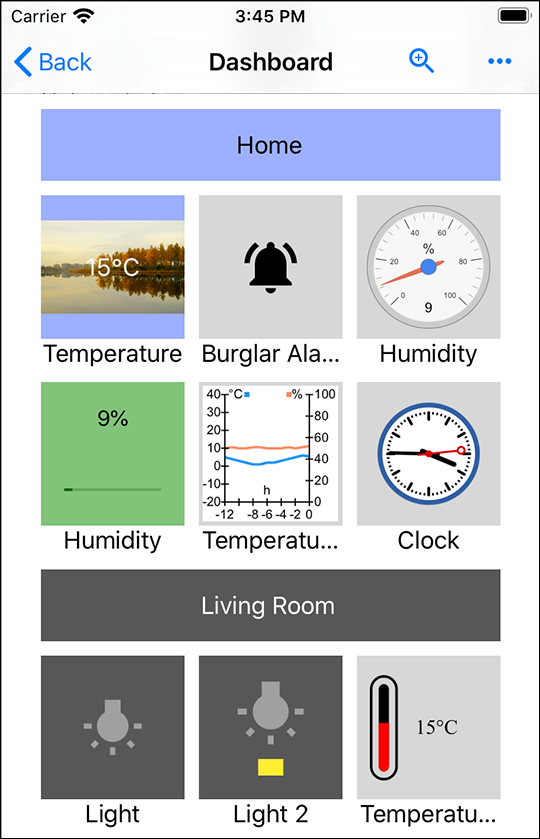 Carrier 3:45 PM
Back Dashboard
Home
15°C
Temperature
Burglar Ala...
40 60
%
20 80
0 100
9
Humidity
9%
Humidity
40 °C % 100
30 80
20 60
10 40
0
-10 20
-20 h 0
-12 -8 -6 -4 -2 0
Temperatu...
Clock
Living Room
Light
Light 2
15°C
Temperatu...